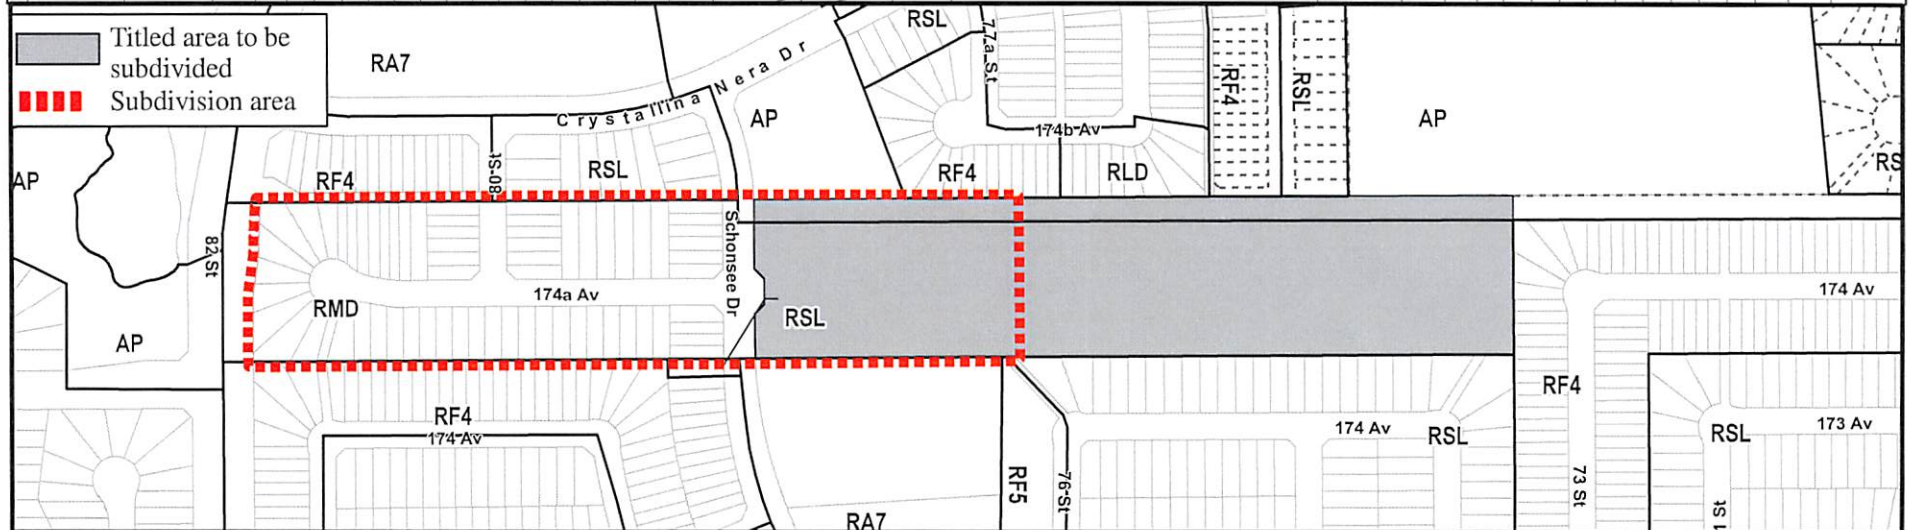 Titled area to be
subdivided
Subdivision area
RA7
RSL
77a St
Crystallina Nera Dr
AP
RF4
RSL
AP
174b Av
AP
RF4
80 St
RSL
RF4
RLD
RS
82 St
Schonsee Dr
174a Av
RMD
RSL
174 Av
AP
RF4
RF4
174 Av
174 Av
RSL
RSL
173 Av
RF5
76 St
73 St
St
RA7